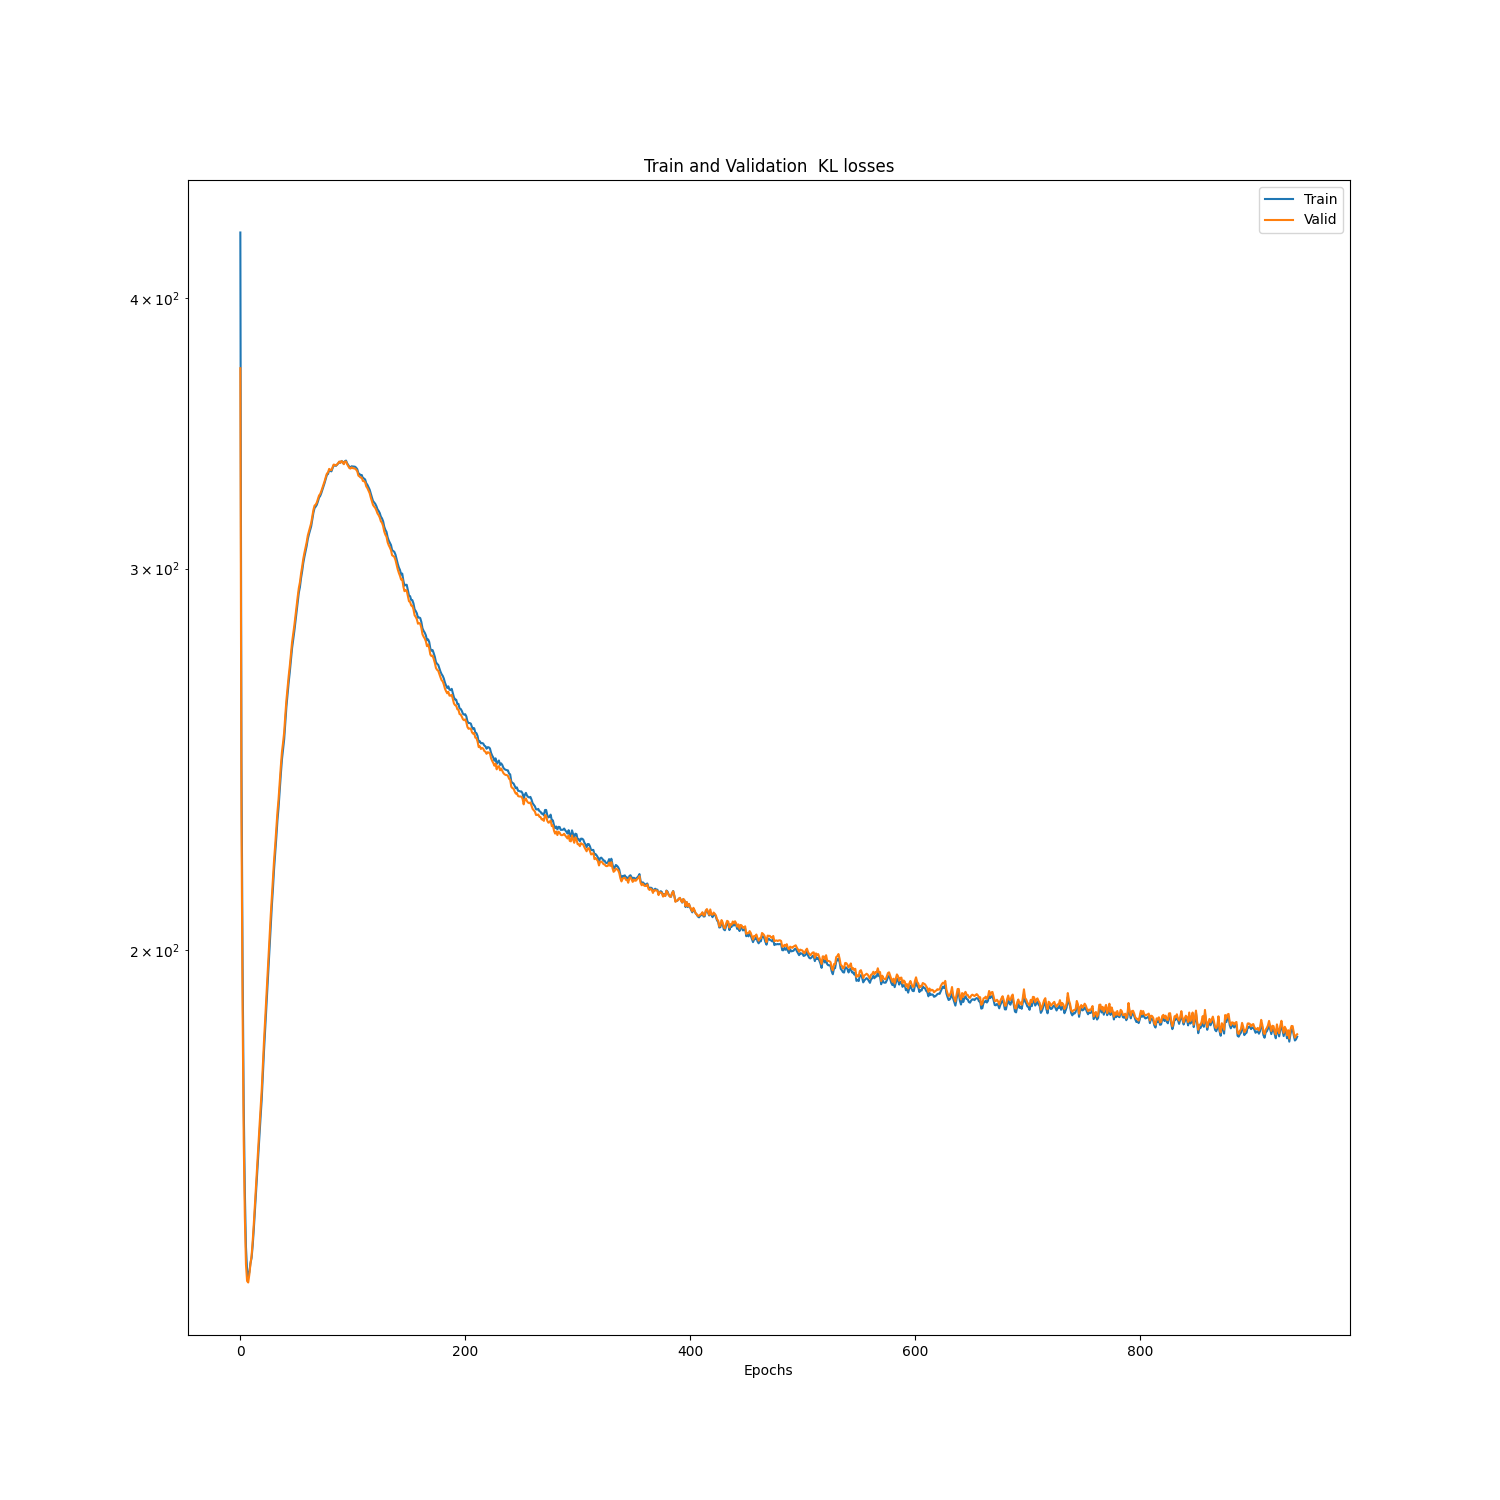 Train and Validation  KL losses
Train
Valid
4 × 10²
3 × 10²
2 × 10²
0 200 400 600 800
Epochs